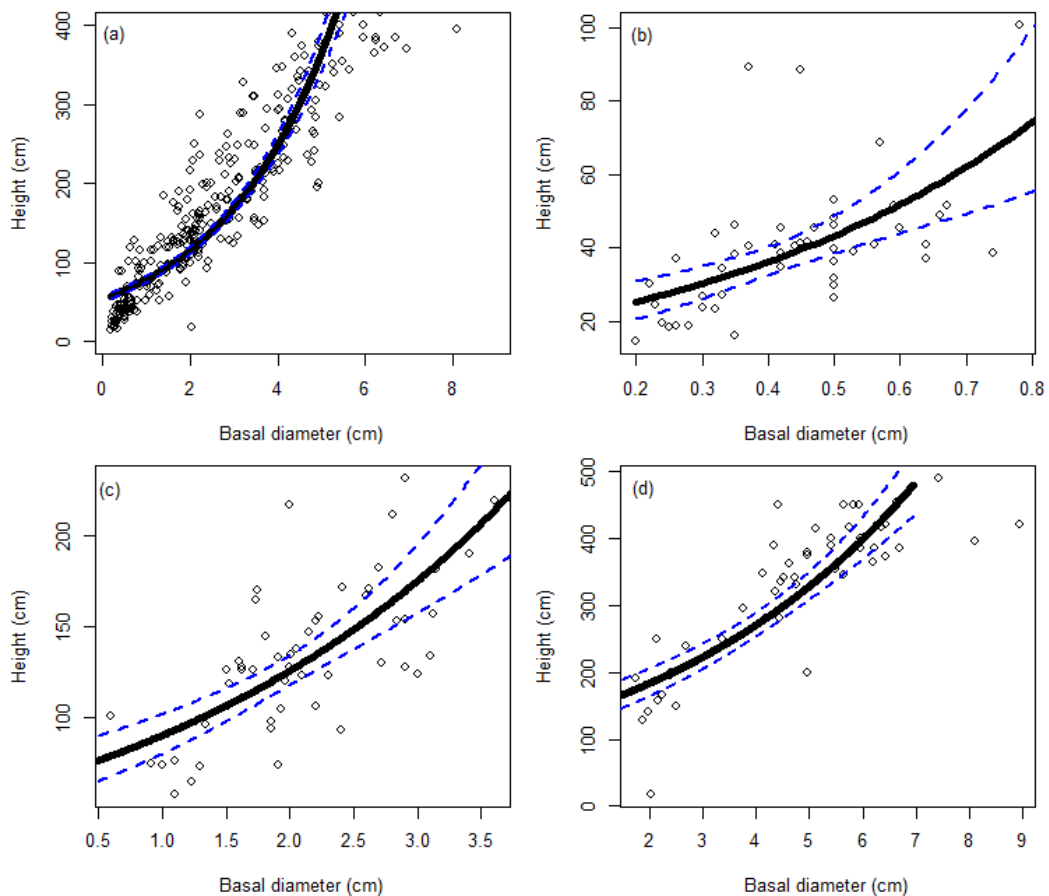 (a)
Height (cm)
0 100 200 300 400
0 2 4 6 8
Basal diameter (cm)
(b)
Height (cm)
20 40 60 80 100
0.2 0.3 0.4 0.5 0.6 0.7 0.8
Basal diameter (cm)
(c)
Height (cm)
100 150 200
0.5 1.0 1.5 2.0 2.5 3.0 3.5
Basal diameter (cm)
(d)
Height (cm)
0 100 200 300 400 500
2 3 4 5 6 7 8 9
Basal diameter (cm)